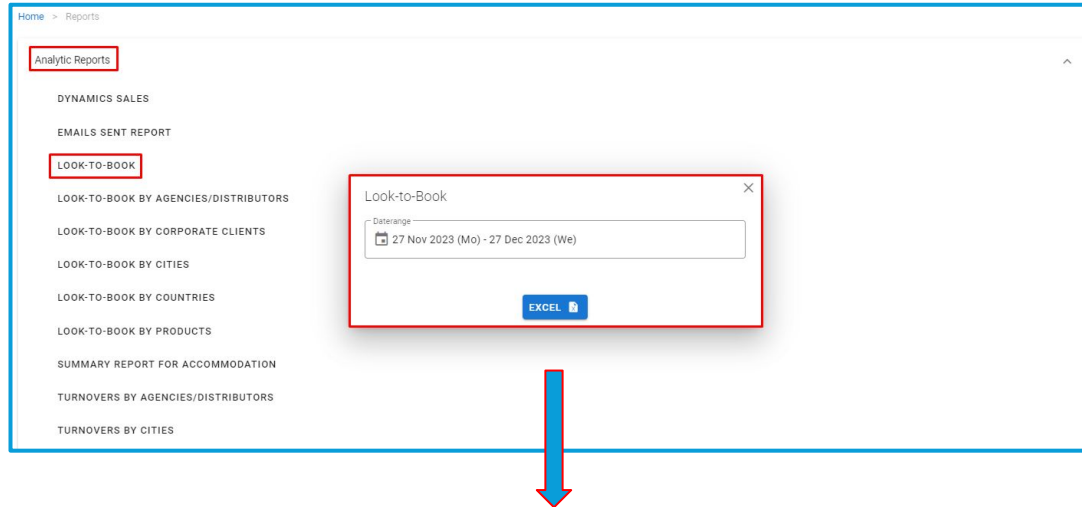 Home > Reports
Analytic Reports
DYNAMICS SALES
EMAILS SENT REPORT
LOOK-TO-BOOK
LOOK-TO-BOOK BY AGENCIES/DISTRIBUTORS
LOOK-TO-BOOK BY CORPORATE CLIENTS
LOOK-TO-BOOK BY CITIES
LOOK-TO-BOOK BY COUNTRIES
LOOK-TO-BOOK BY PRODUCTS
SUMMARY REPORT FOR ACCOMMODATION
TURNOVERS BY AGENCIES/DISTRIBUTORS
TURNOVERS BY CITIES
Look-to-Book
Daterange
27 Nov 2023 (Mo) - 27 Dec 2023 (We)
EXCEL